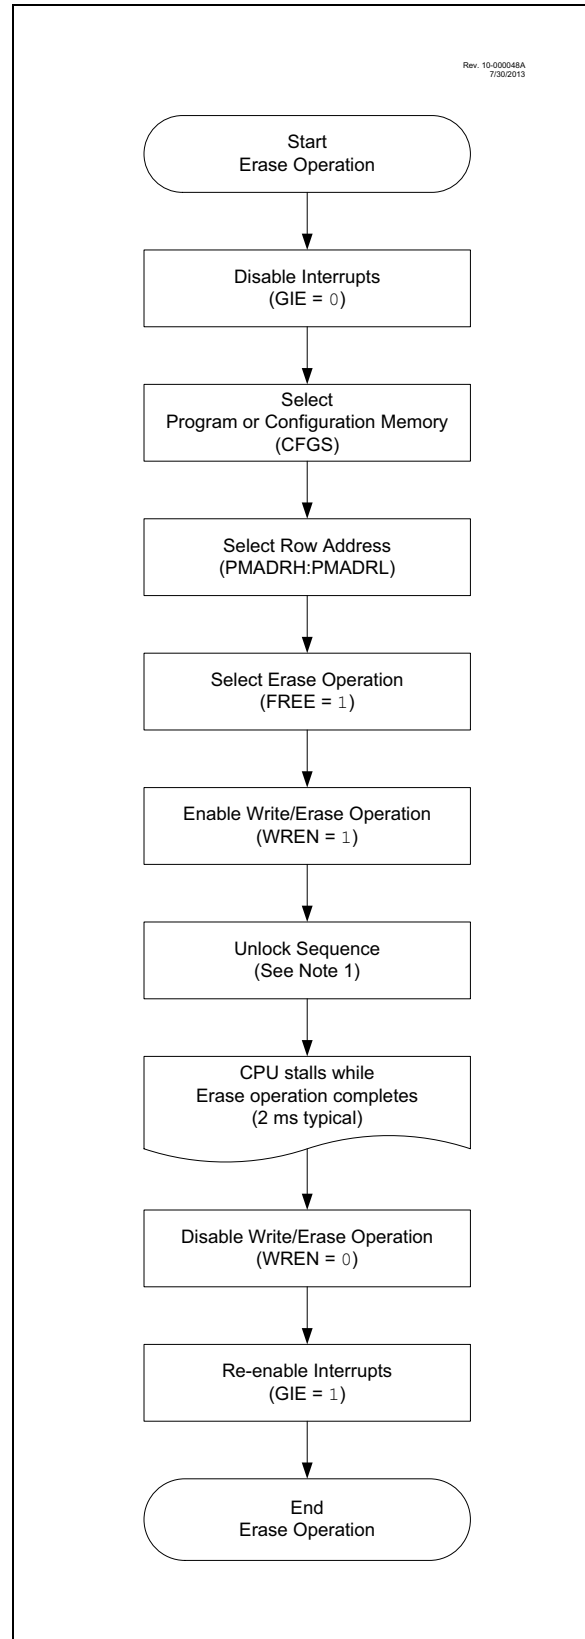 Rev. 10-000048A
7/30/2013
Start
Erase Operation
Disable Interrupts
(GIE = 0)
Select
Program or Configuration Memory
(CFGS)
Select Row Address
(PMADRH:PMADRL)
Select Erase Operation
(FREE = 1)
Enable Write/Erase Operation
(WREN = 1)
Unlock Sequence
(See Note 1)
CPU stalls while
Erase operation completes
(2 ms typical)
Disable Write/Erase Operation
(WREN = 0)
Re-enable Interrupts
(GIE = 1)
End
Erase Operation